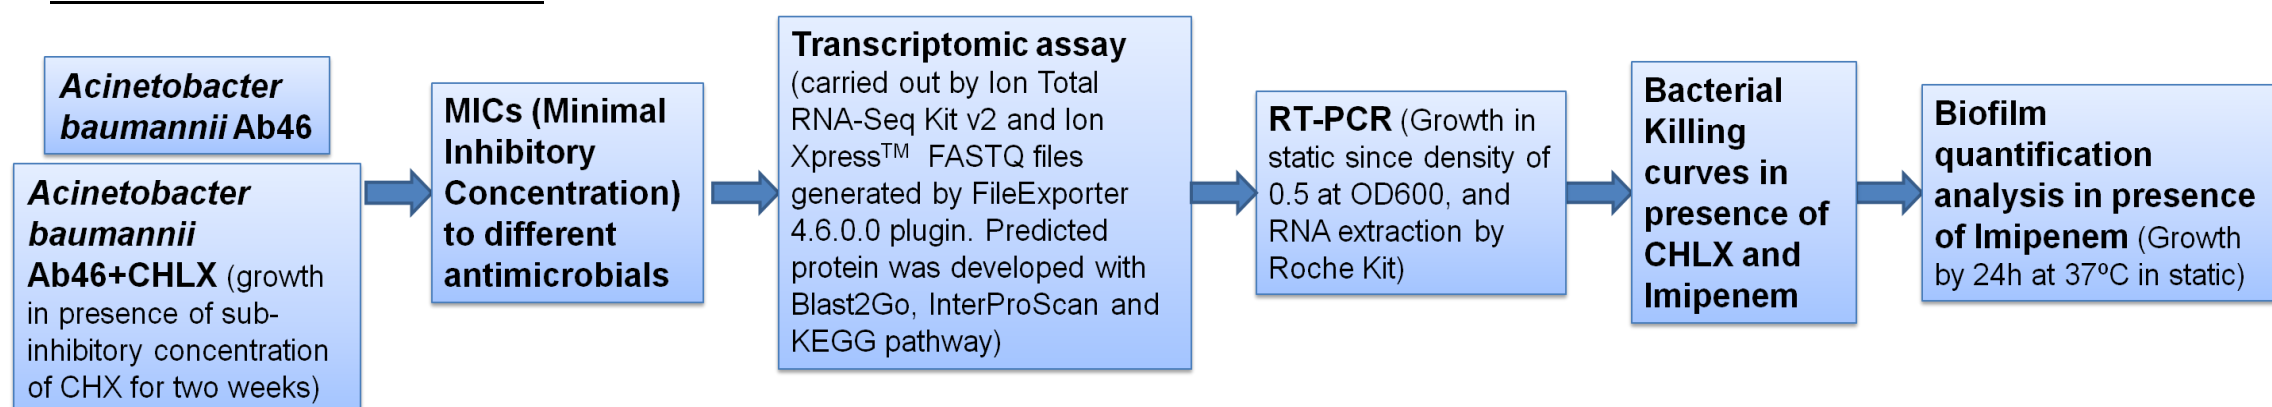 Acinetobacter
baumannii Ab46
Acinetobacter
baumannii
Ab46+CHLX (growth
in presence of sub-
inhibitory concentration
of CHX for two weeks)
MICs (Minimal
Inhibitory
Concentration)
to different
antimicrobials
Transcriptomic assay
(carried out by Ion Total
RNA-Seq Kit v2 and Ion
Xpress™ FASTQ files
generated by FileExporter
4.6.0.0 plugin. Predicted
protein was developed with
Blast2Go, InterProScan and
KEGG pathway)
RT-PCR (Growth in
static since density of
0.5 at OD600, and
RNA extraction by
Roche Kit)
Bacterial
Killing
curves in
presence of
CHLX and
Imipenem
Biofilm
quantification
analysis in presence
of Imipenem (Growth
by 24h at 37ºC in static)